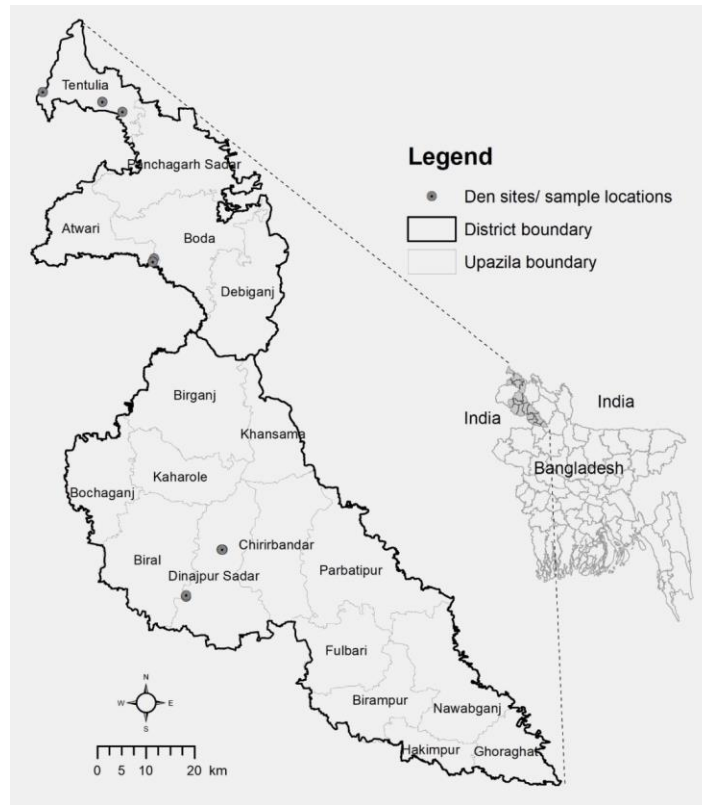 Tentulia
Panchagarh Sadar
Atwari
Boda
Debiganj
Birganj
Khansama
Kaharole
Bochaganj
Chirirbandar
Biral
Dinajpur Sadar
Parbatipur
Fulbari
Birampur
Nawabganj
Hakimpur
Ghoraghat
N
W
E
S
0 5 10 20 km
Legend
Den sites/ sample locations
District boundary
Upazila boundary
India
India
Bangladesh